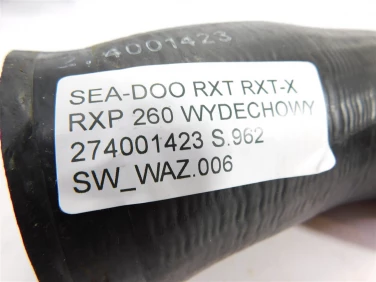 4001423
SEA-DOO RXT RXT-X
RXP 260 WYDECHOWY
274001423 S.962
SW_WAZ.006